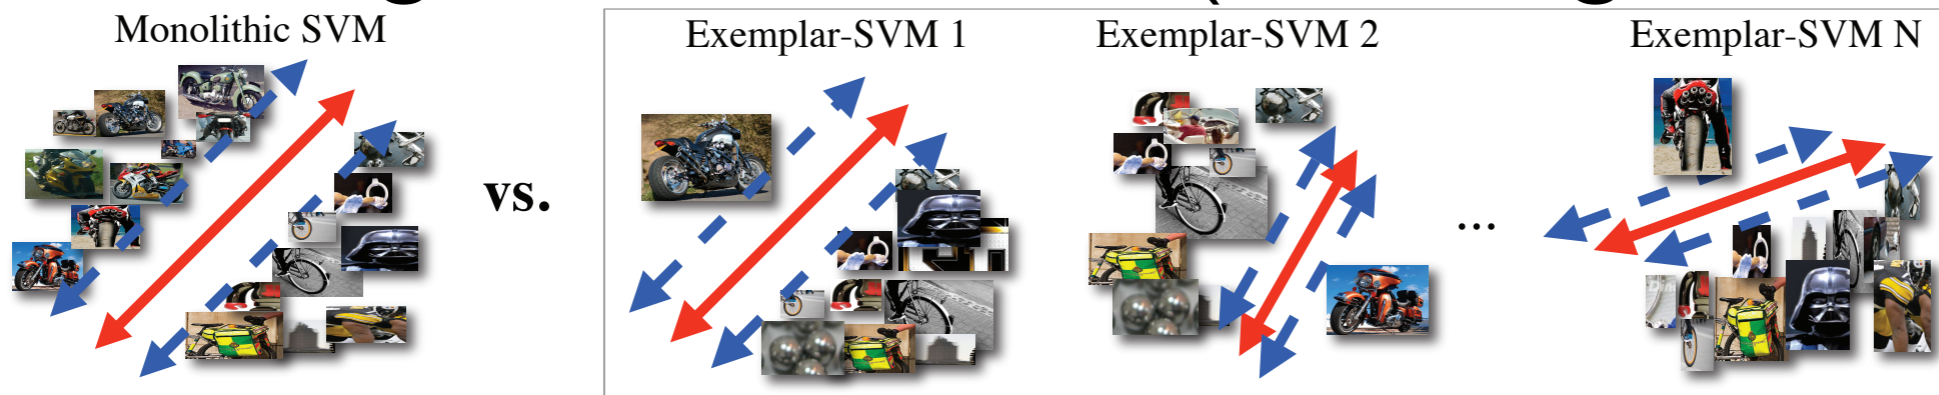 Monolithic SVM
vs.
Exemplar-SVM 1
Exemplar-SVM 2
...
Exemplar-SVM N